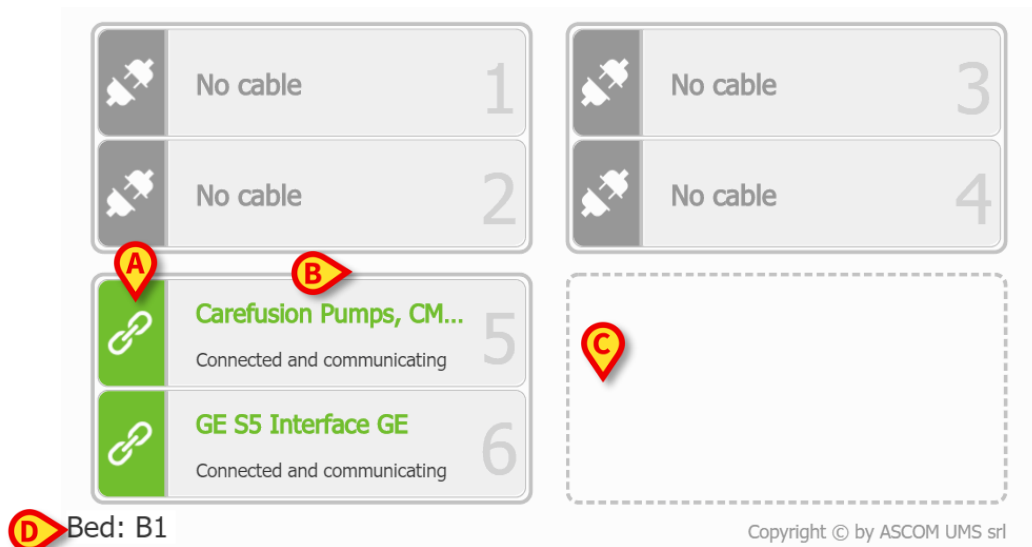 No cable 1
No cable 3
No cable 2
No cable 4
A
B
Carefusion Pumps, CM... 5
Connected and communicating
C
GE S5 Interface GE 6
Connected and communicating
D Bed: B1
Copyright © by ASCOM UMS srl